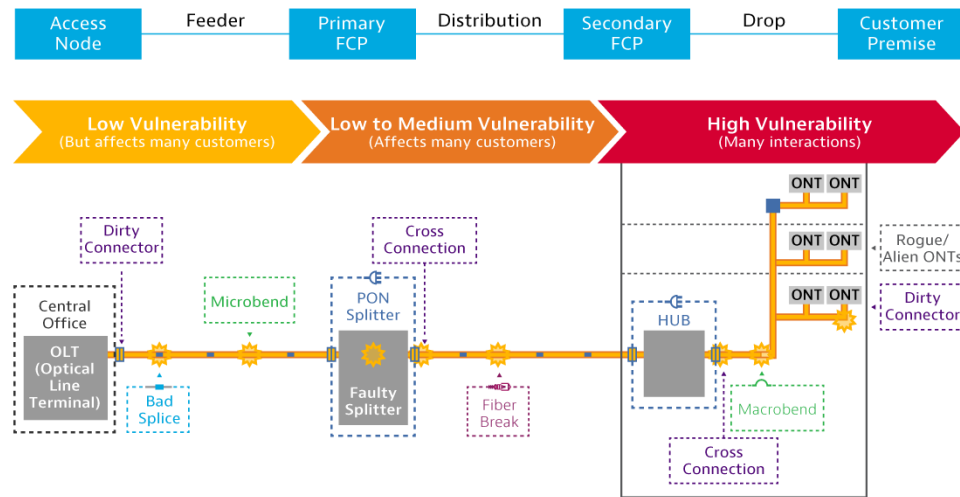 Access
Node
Feeder
Primary
FCP
Distribution
Secondary
FCP
Drop
Customer
Premise
Low Vulnerability
(But affects many customers)
Low to Medium Vulnerability
(Affects many customers)
High Vulnerability
(Many interactions)
ONT ONT
Dirty
Connector
Cross
Connection
ONT ONT
Rogue/
Alien ONTs
Microbend
PON
Splitter
ONT ONT
Dirty
Connector
Central
Office
HUB
OLT
(Optical
Line
Terminal)
Faulty
Splitter
Bad
Splice
Fiber
Break
Macrobend
Cross
Connection